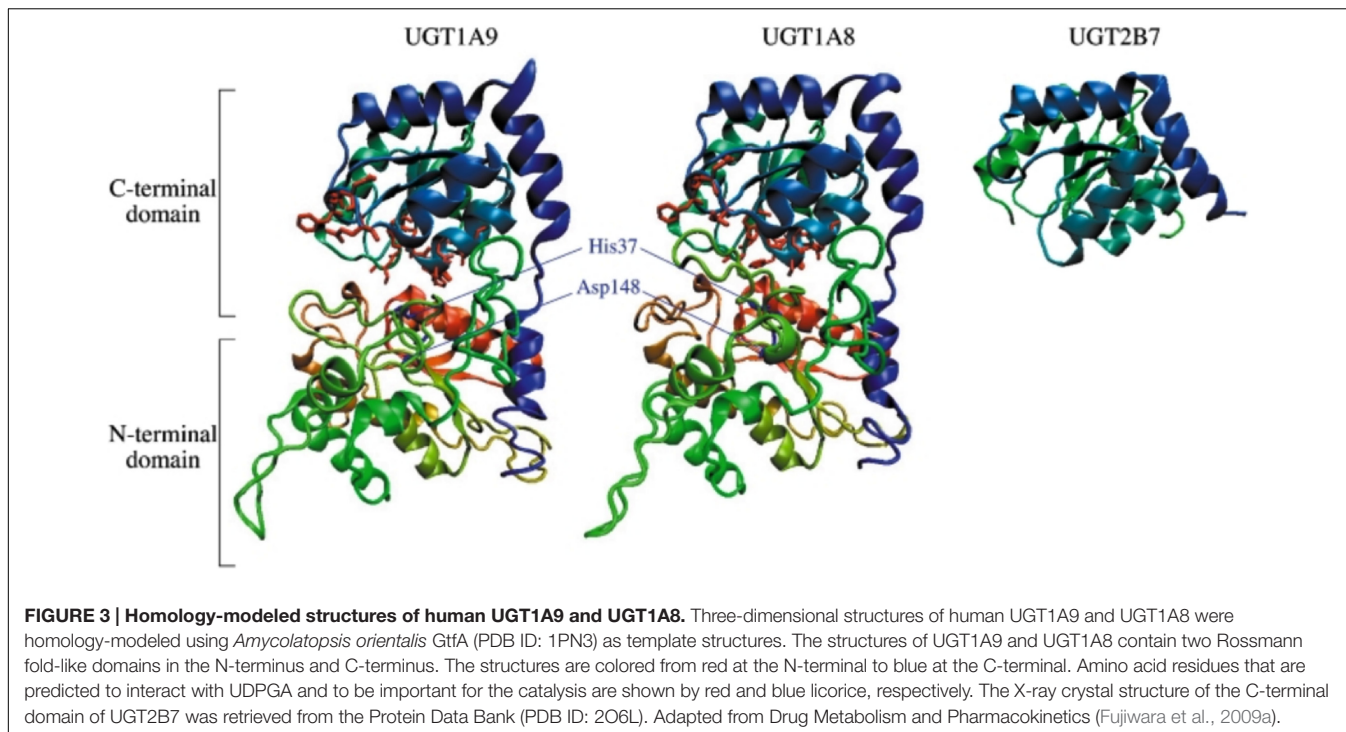 UGT1A9
UGT1A8
UGT2B7
C-terminal
domain
His37
Asp148
N-terminal
domain
FIGURE 3 | Homology-modeled structures of human UGT1A9 and UGT1A8. Three-dimensional structures of human UGT1A9 and UGT1A8 were
homology-modeled using Amycolatopsis orientalis GtfA (PDB ID: 1PN3) as template structures. The structures of UGT1A9 and UGT1A8 contain two Rossmann
fold-like domains in the N-terminus and C-terminus. The structures are colored from red at the N-terminal to blue at the C-terminal. Amino acid residues that are
predicted to interact with UDPGA and to be important for the catalysis are shown by red and blue licorice, respectively. The X-ray crystal structure of the C-terminal
domain of UGT2B7 was retrieved from the Protein Data Bank (PDB ID: 2O6L). Adapted from Drug Metabolism and Pharmacokinetics (Fujiwara et al., 2009a).